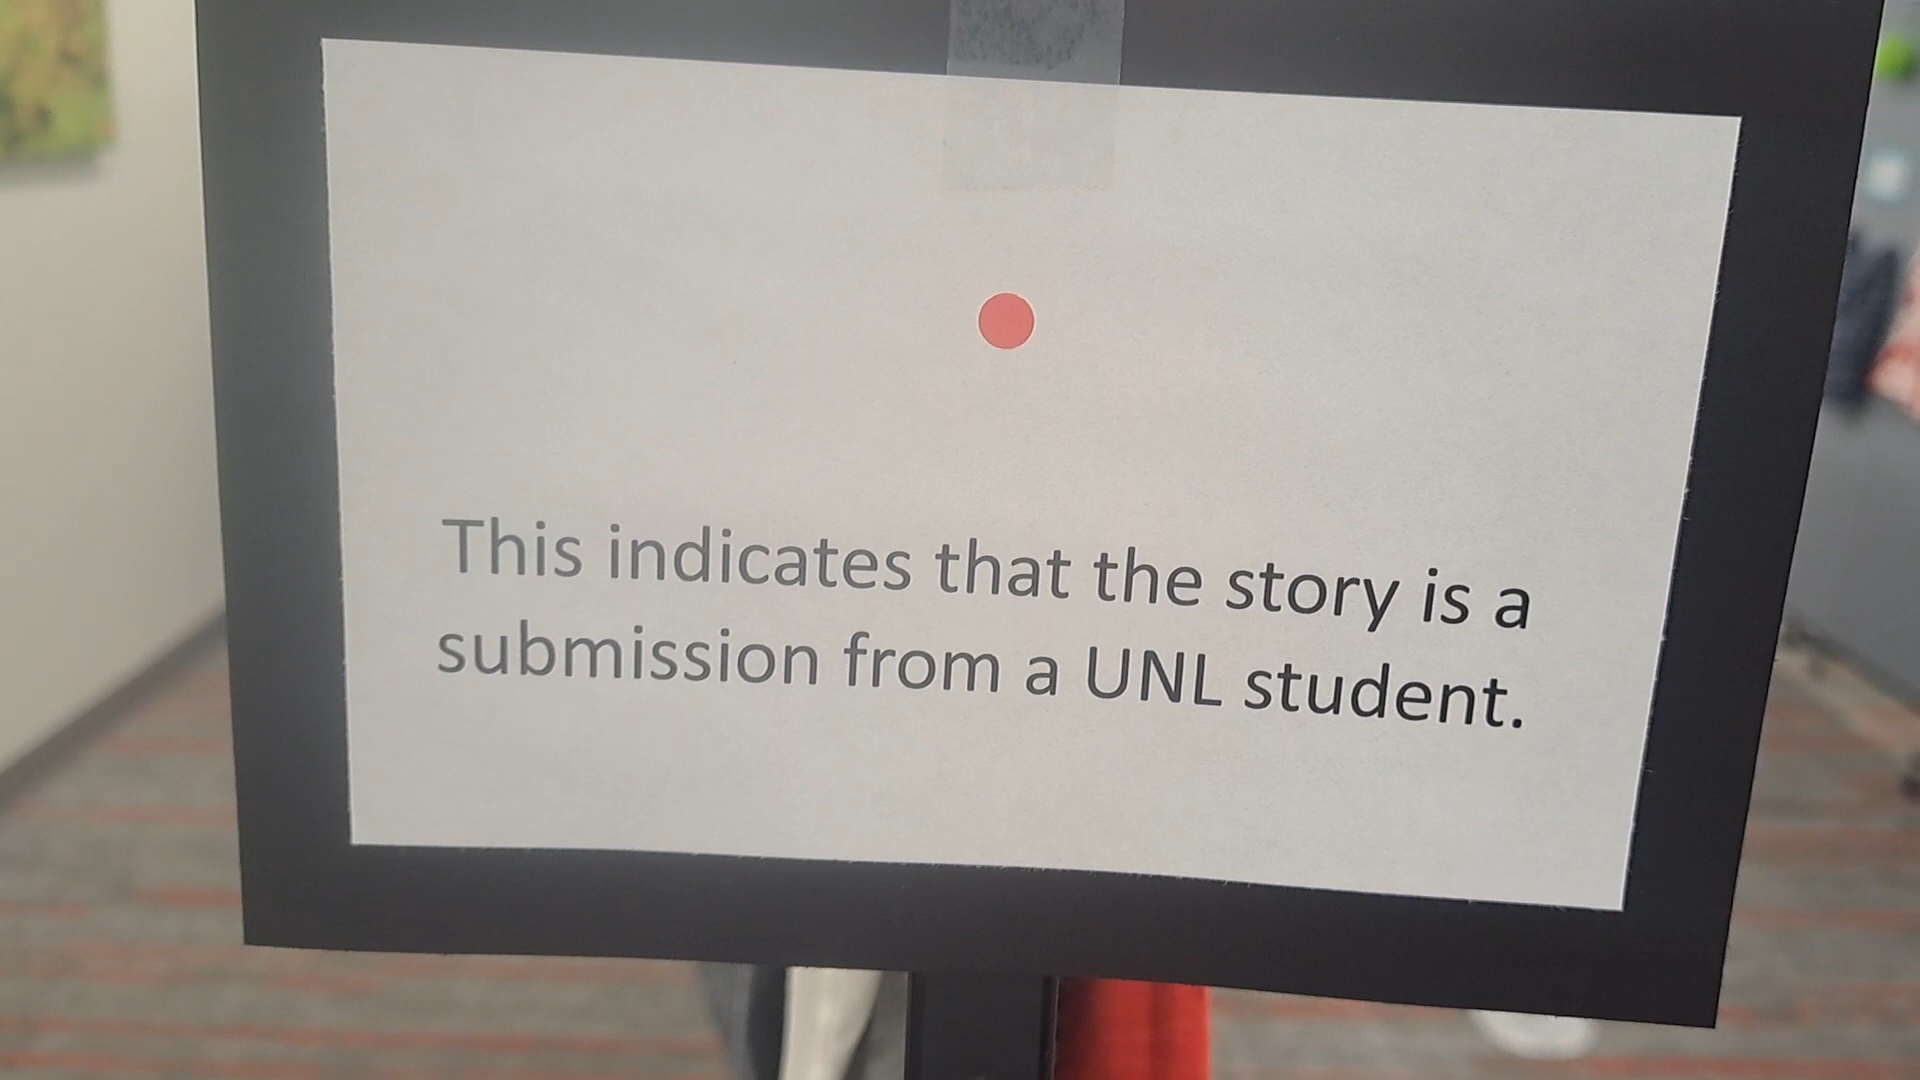 This indicates that the story is a
submission from a UNL student.